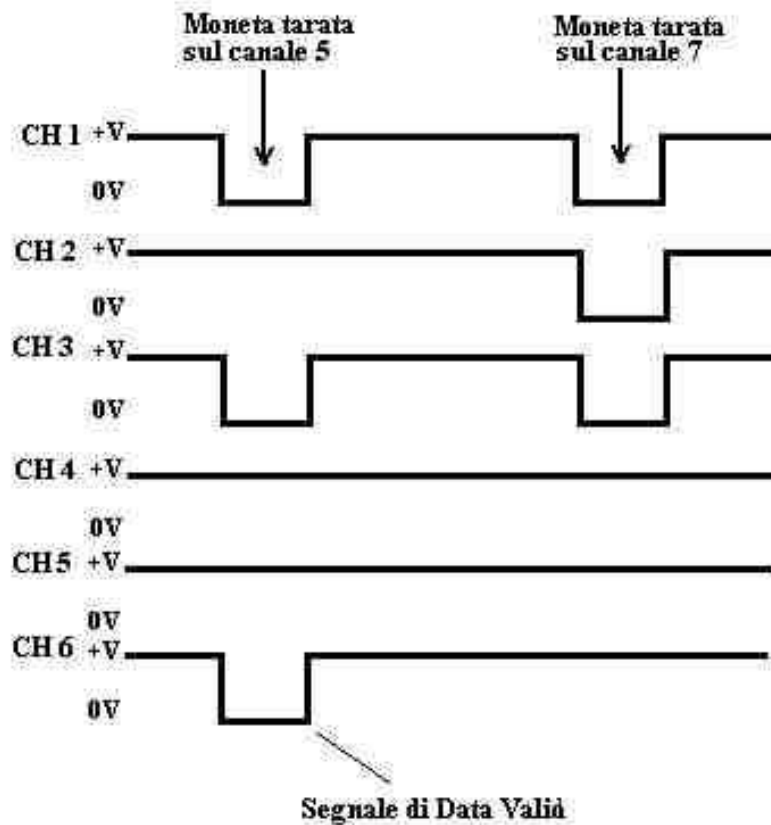 Moneta tarata
sul canale 5
Moneta tarata
sul canale 7
CH 1 +V
0V
CH 2 +V
0V
CH 3 +V
0V
CH 4 +V
0V
CH 5 +V
0V
CH 6 +V
0V
Segnale di Data Valid